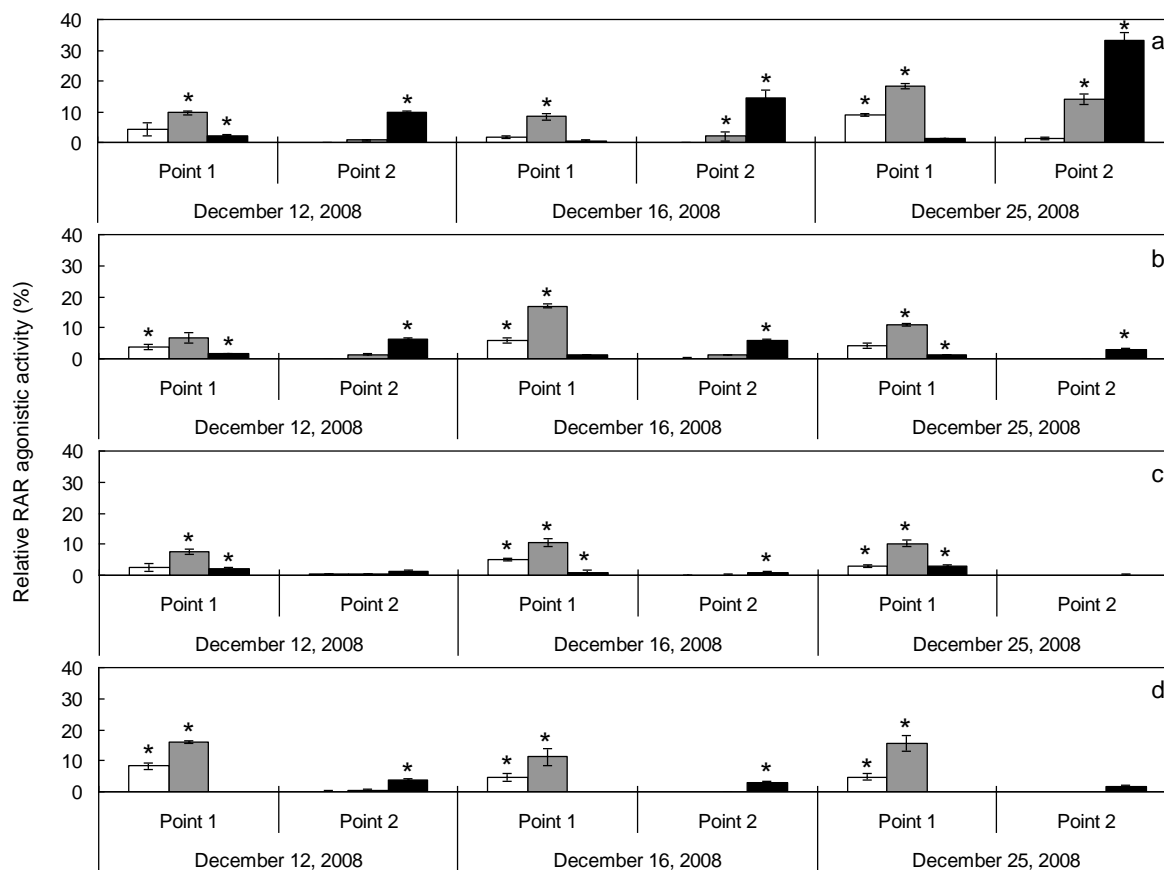 Relative RAR agonistic activity (%)
40 a
30
20
10
0
* * * * * * * * * * *
Point 1 Point 2 Point 1 Point 2 Point 1 Point 2
December 12, 2008 December 16, 2008 December 25, 2008
40 b
30
20
10
0
* * * * * * * * *
Point 1 Point 2 Point 1 Point 2 Point 1 Point 2
December 12, 2008 December 16, 2008 December 25, 2008
40 c
30
20
10
0
* * * * * * * * *
Point 1 Point 2 Point 1 Point 2 Point 1 Point 2
December 12, 2008 December 16, 2008 December 25, 2008
40 d
30
20
10
0
* * * * * * * *
Point 1 Point 2 Point 1 Point 2 Point 1 Point 2
December 12, 2008 December 16, 2008 December 25, 2008